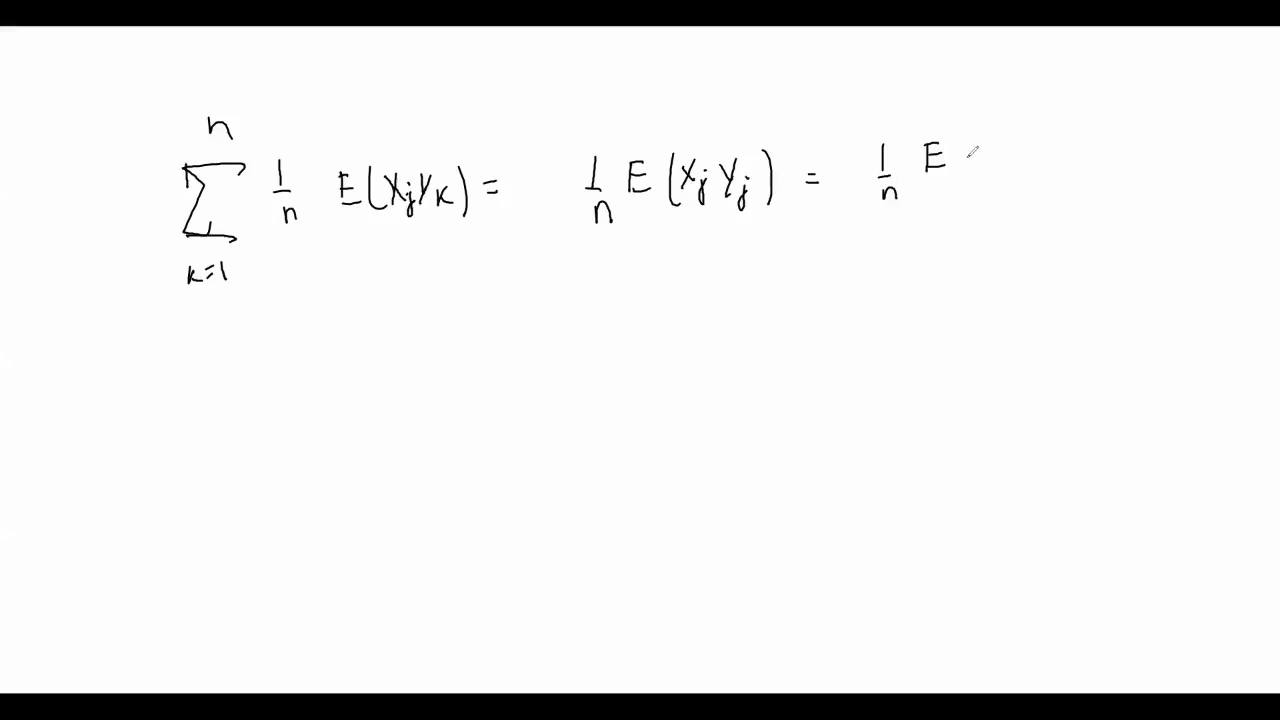 n
∑ 1/n E(XjYk) = 1/n E(XjYj) = 1/n E
k=1